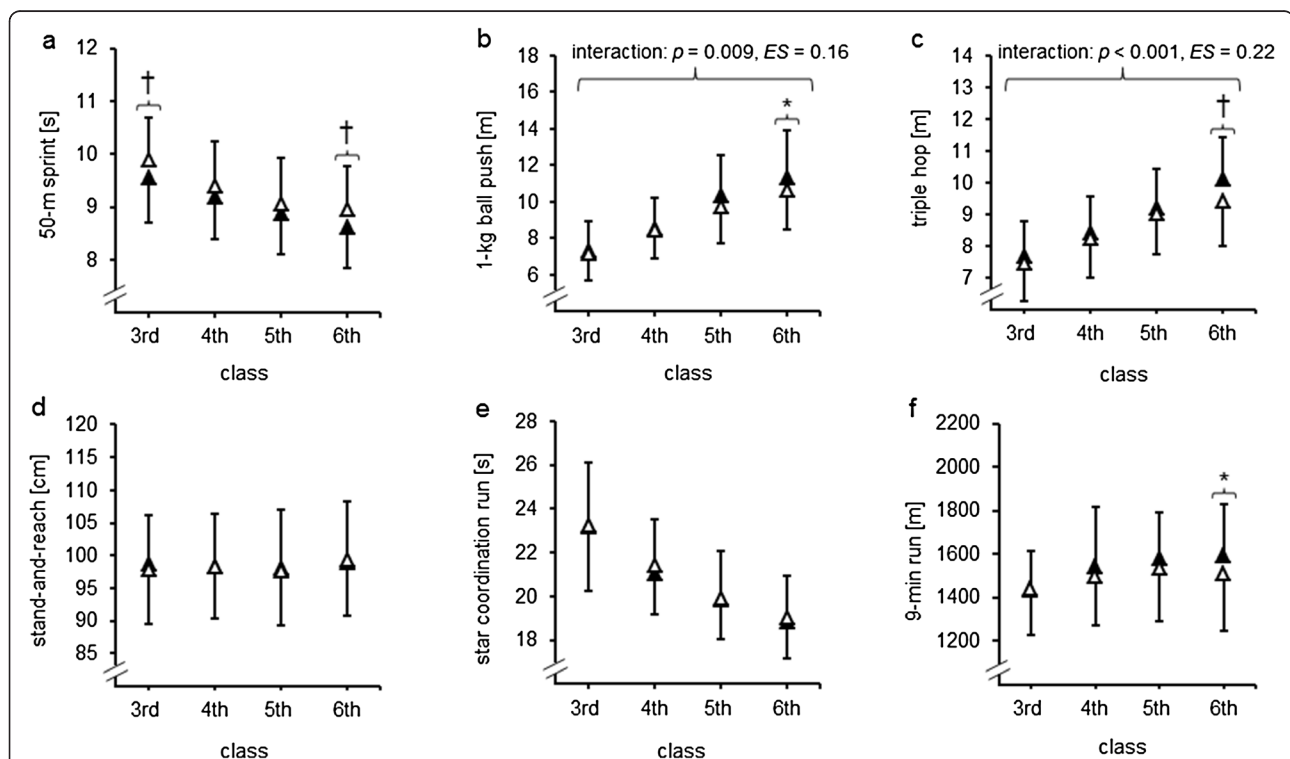 a
12
11
10
9
8
50-m sprint [s]
†
†
3rd 4th 5th 6th
class
b
interaction: p = 0.009, ES = 0.16
18
16
14
12
10
8
6
1-kg ball push [m]
*
3rd 4th 5th 6th
class
c
interaction: p < 0.001, ES = 0.22
14
13
12
11
10
9
8
7
triple hop [m]
†
3rd 4th 5th 6th
class
d
120
115
110
105
100
95
90
85
stand-and-reach [cm]
3rd 4th 5th 6th
class
e
28
26
24
22
20
18
star coordination run [s]
3rd 4th 5th 6th
class
f
2200
2000
1800
1600
1400
1200
9-min run [m]
*
3rd 4th 5th 6th
class